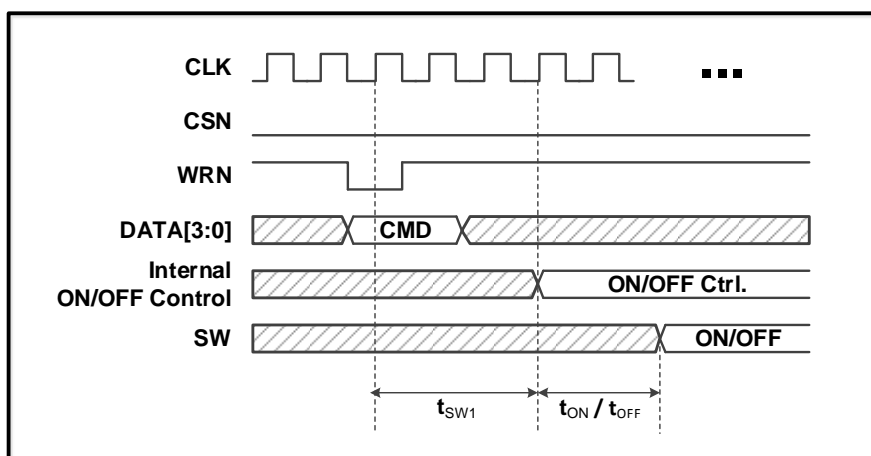 CLK
CSN
WRN
DATA[3:0]
CMD
Internal
ON/OFF Control
ON/OFF Ctrl.
SW
ON/OFF
tSW1
tON / tOFF